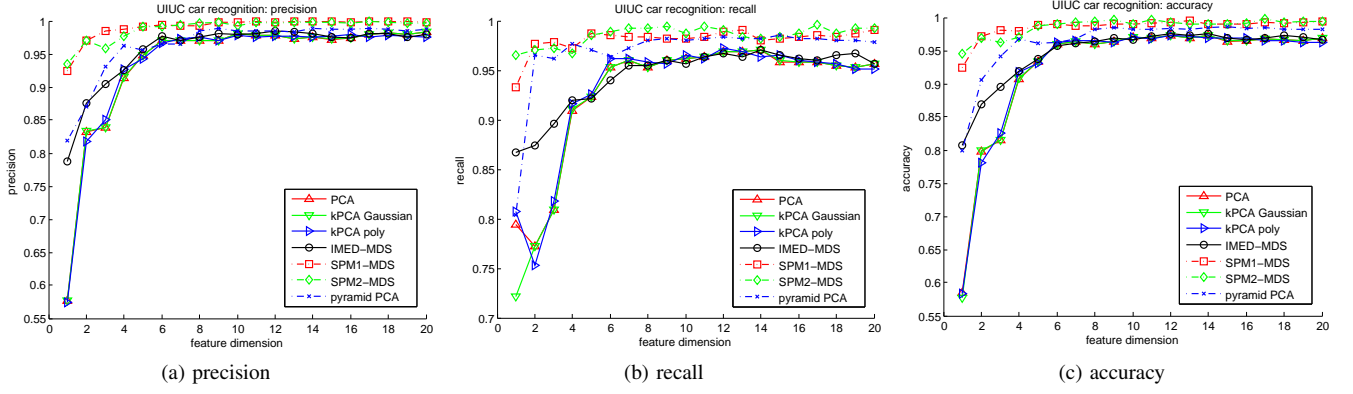 UIUC car recognition: precision
1
0.95
0.9
0.85
0.8
0.75
0.7
0.65
0.6
0.55
precision
0 2 4 6 8 10 12 14 16 18 20
feature dimension
PCA
kPCA Gaussian
kPCA poly
IMED-MDS
SPM1-MDS
SPM2-MDS
pyramid PCA
(a) precision
UIUC car recognition: recall
1
0.95
0.9
0.85
0.8
0.75
0.7
recall
0 2 4 6 8 10 12 14 16 18 20
feature dimension
PCA
kPCA Gaussian
kPCA poly
IMED-MDS
SPM1-MDS
SPM2-MDS
pyramid PCA
(b) recall
UIUC car recognition: accuracy
1
0.95
0.9
0.85
0.8
0.75
0.7
0.65
0.6
0.55
accuracy
0 2 4 6 8 10 12 14 16 18 20
feature dimension
PCA
kPCA Gaussian
kPCA poly
IMED-MDS
SPM1-MDS
SPM2-MDS
pyramid PCA
(c) accuracy